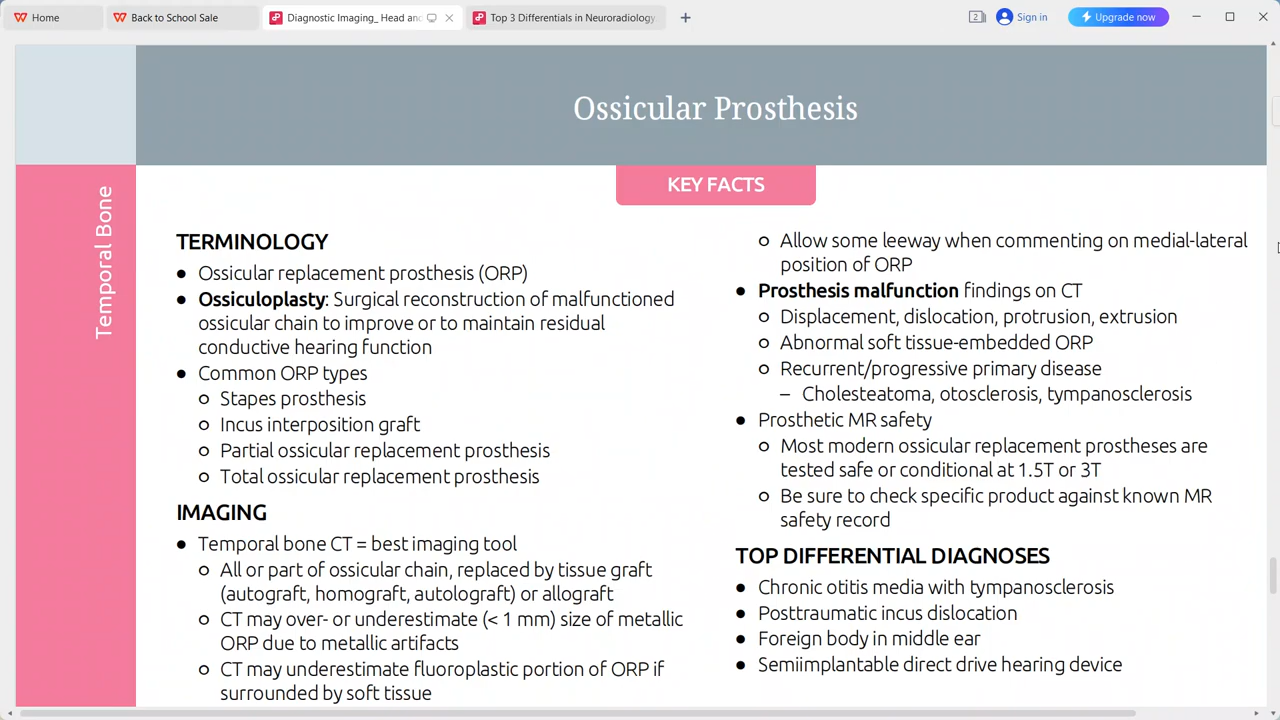 Home
Back to School Sale
Diagnostic Imaging_ Head and
Top 3 Differentials in Neuroradiology
2
Sign in
Upgrade now
Ossicular Prosthesis
Temporal Bone
KEY FACTS
TERMINOLOGY
• Ossicular replacement prosthesis (ORP)
• Ossiculoplasty: Surgical reconstruction of malfunctioned
ossicular chain to improve or to maintain residual
conductive hearing function
• Common ORP types
o Stapes prosthesis
o Incus interposition graft
o Partial ossicular replacement prosthesis
o Total ossicular replacement prosthesis
IMAGING
• Temporal bone CT = best imaging tool
o All or part of ossicular chain, replaced by tissue graft
(autograft, homograft, autolograft) or allograft
o CT may over- or underestimate (< 1 mm) size of metallic
ORP due to metallic artifacts
o CT may underestimate fluoroplastic portion of ORP if
surrounded by soft tissue
o Allow some leeway when commenting on medial-lateral
position of ORP
• Prosthesis malfunction findings on CT
o Displacement, dislocation, protrusion, extrusion
o Abnormal soft tissue-embedded ORP
o Recurrent/progressive primary disease
– Cholesteatoma, otosclerosis, tympanosclerosis
• Prosthetic MR safety
o Most modern ossicular replacement prostheses are
tested safe or conditional at 1.5T or 3T
o Be sure to check specific product against known MR
safety record
TOP DIFFERENTIAL DIAGNOSES
• Chronic otitis media with tympanosclerosis
• Posttraumatic incus dislocation
• Foreign body in middle ear
• Semiimplantable direct drive hearing device